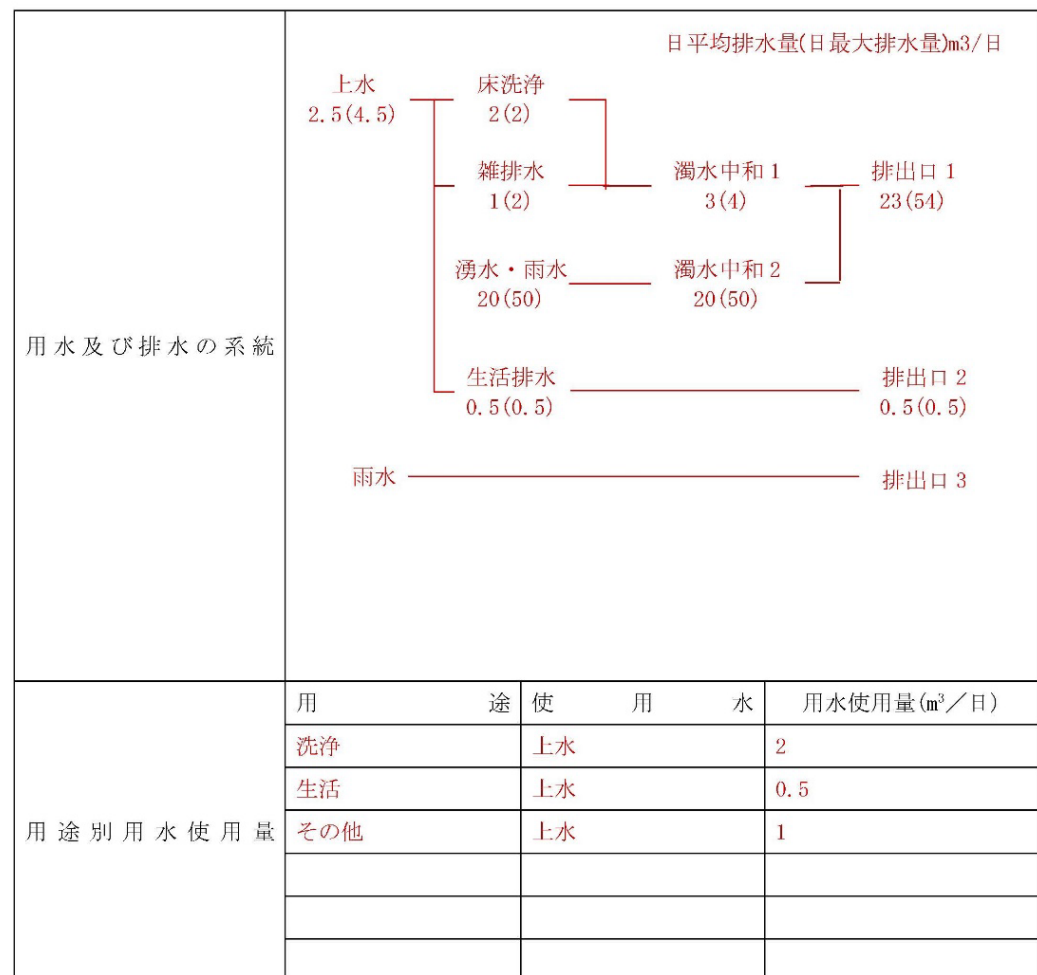 日平均排水量(日最大排水量)m3/日
上水 床洗浄
2.5(4.5) 2(2)
雑排水 濁水中和1 排出口1
1(2) 3(4) 23(54)
湧水・雨水 濁水中和2
20(50) 20(50)
用水及び排水の系統
生活排水 排出口2
0.5(0.5) 0.5(0.5)
雨水 排出口3
用途 使用水 用水使用量(m³/日)
洗浄 上水 2
生活 上水 0.5
用途別用水使用量 その他 上水 1